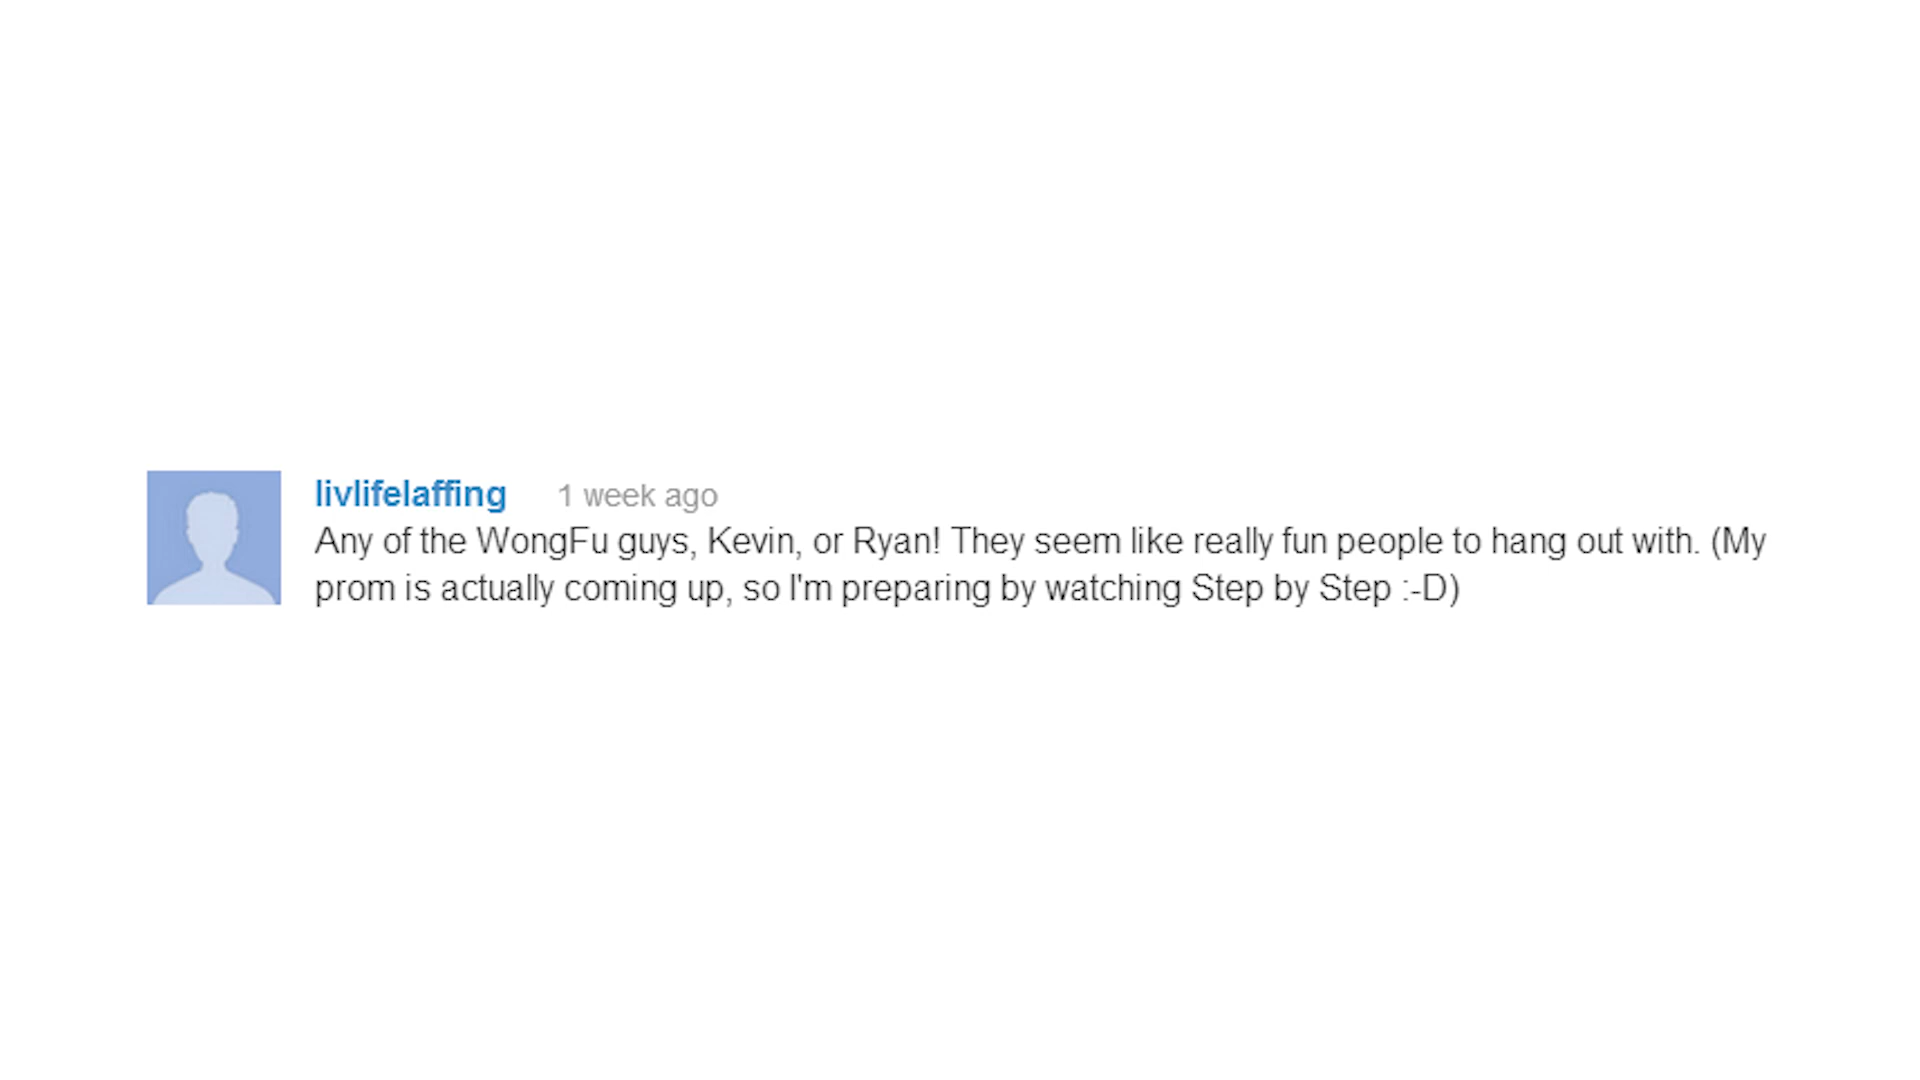 livlifelaffing 1 week ago
Any of the WongFu guys, Kevin, or Ryan! They seem like really fun people to hang out with. (My
prom is actually coming up, so I'm preparing by watching Step by Step :-D)